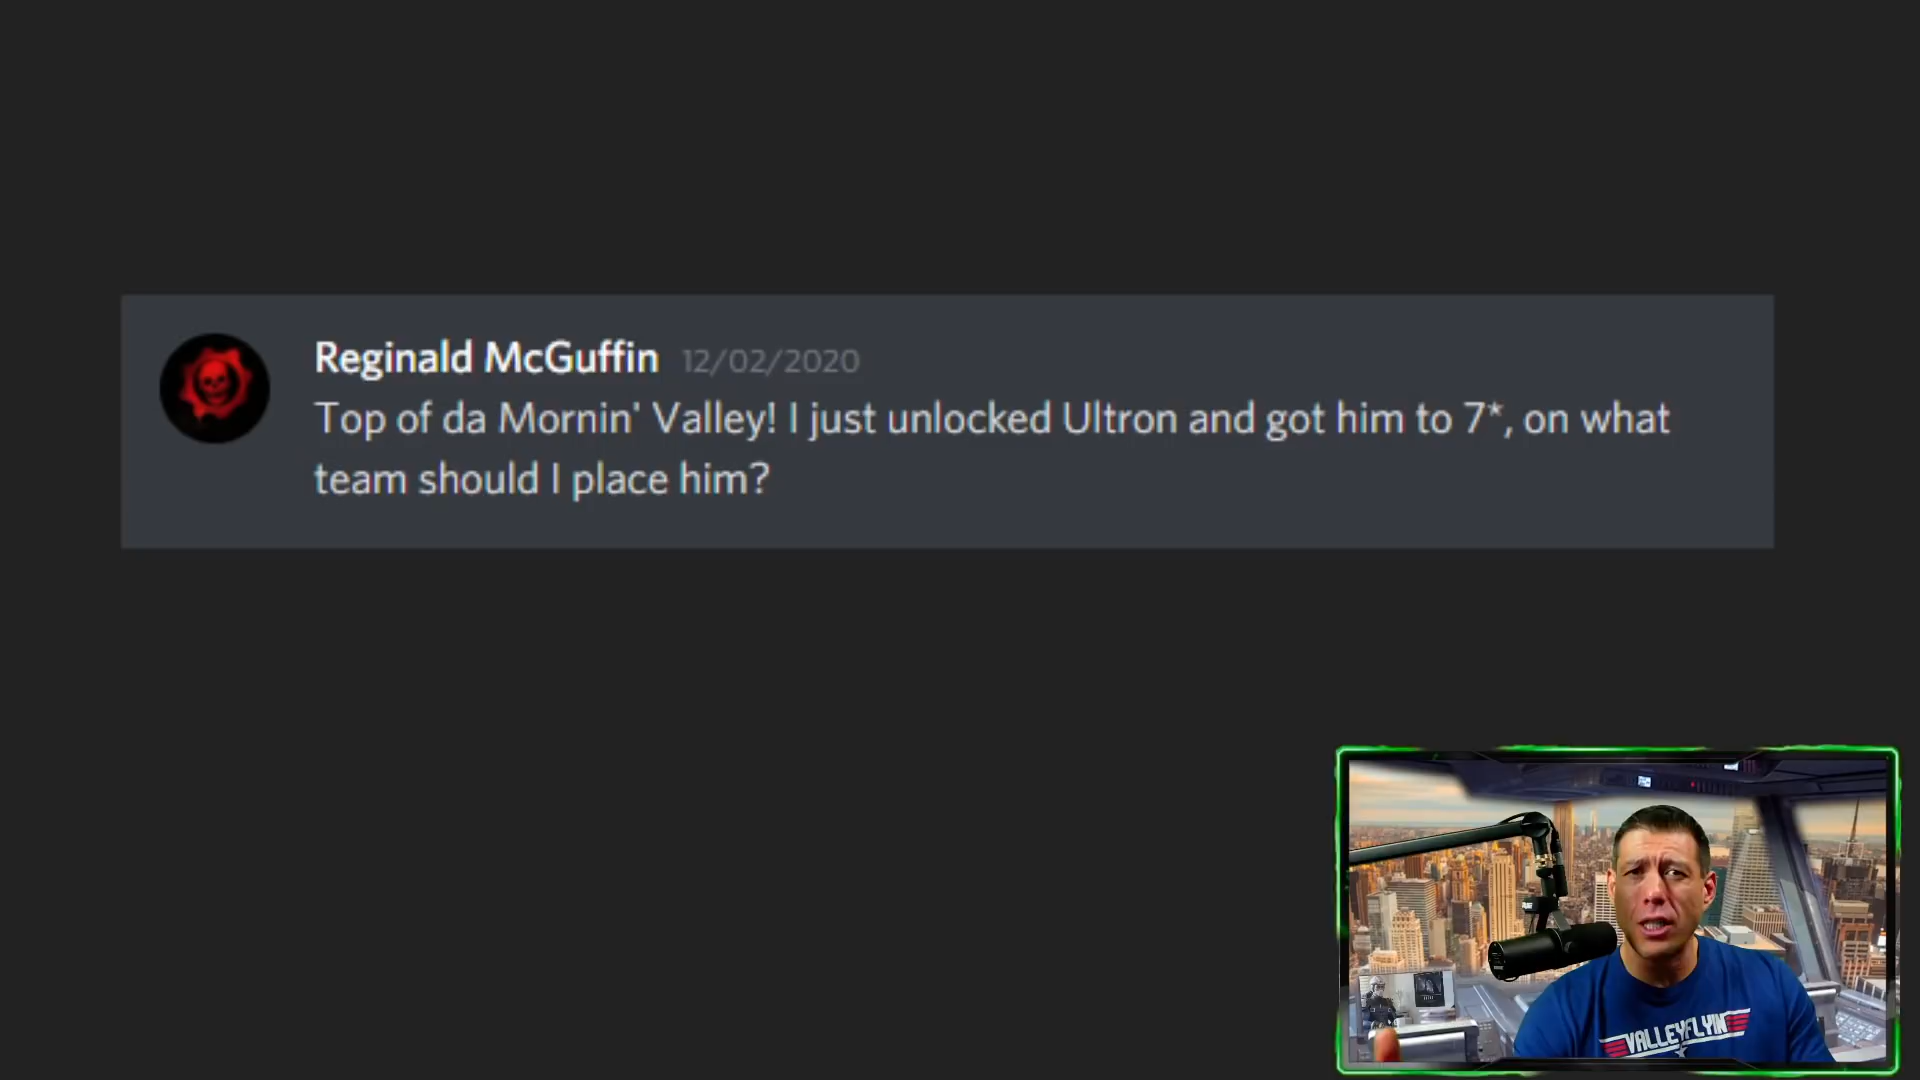 Reginald McGuffin 12/02/2020
Top of da Mornin' Valley! I just unlocked Ultron and got him to 7*, on what
team should I place him?
VALLEYFLYIN